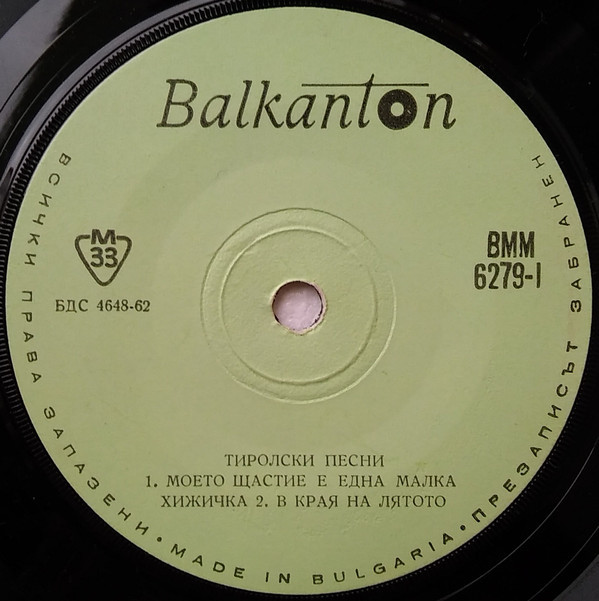 Balkanton
ВСИЧКИ ПРАВА ЗАПАЗЕНИ • MADE IN BULGARIA • ПРЕЗАПИСЪТ ЗАБРАНЕН
M
33
БДС 4648-62
BMM
6279-I
ТИРОЛСКИ ПЕСНИ
1. МОЕТО ЩАСТИЕ Е ЕДНА МАЛКА
ХИЖИЧКА 2. В КРАЯ НА ЛЯТОТО